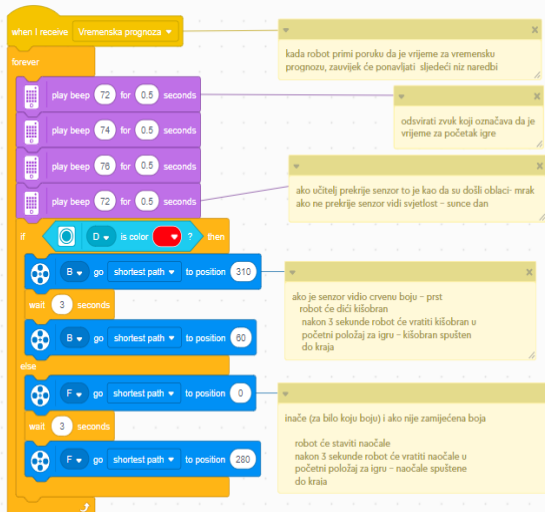 when I receive Vremenska prognoza
kada robot primi poruku da je vrijeme za vremensku
prognozu, zauvijek će ponavljati sljedeći niz naredbi
forever
play beep 72 for 0.5 seconds
odsvirati zvuk koji označava da je
vrijeme za početak igre
play beep 74 for 0.5 seconds
play beep 76 for 0.5 seconds
play beep 72 for 0.5 seconds
ako učitelj prekrije senzor to je kao da su došli oblaci- mrak
ako ne prekrije senzor vidi svjetlost - sunce dan
if D is color ? then
B go shortest path to position 310
wait 3 seconds
B go shortest path to position 60
ako je senzor vidio crvenu boju - prst
robot će dići kišobran
nakon 3 sekunde robot će vratiti kišobran u
početni položaj za igru - kišobran spušten
do kraja
else
F go shortest path to position 0
wait 3 seconds
F go shortest path to position 280
inače (za bilo koju boju) i ako nije zamijećena boja
robot će staviti naočale
nakon 3 sekunde robot će vratiti naočale u
početni položaj za igru - naočale spuštene
do kraja